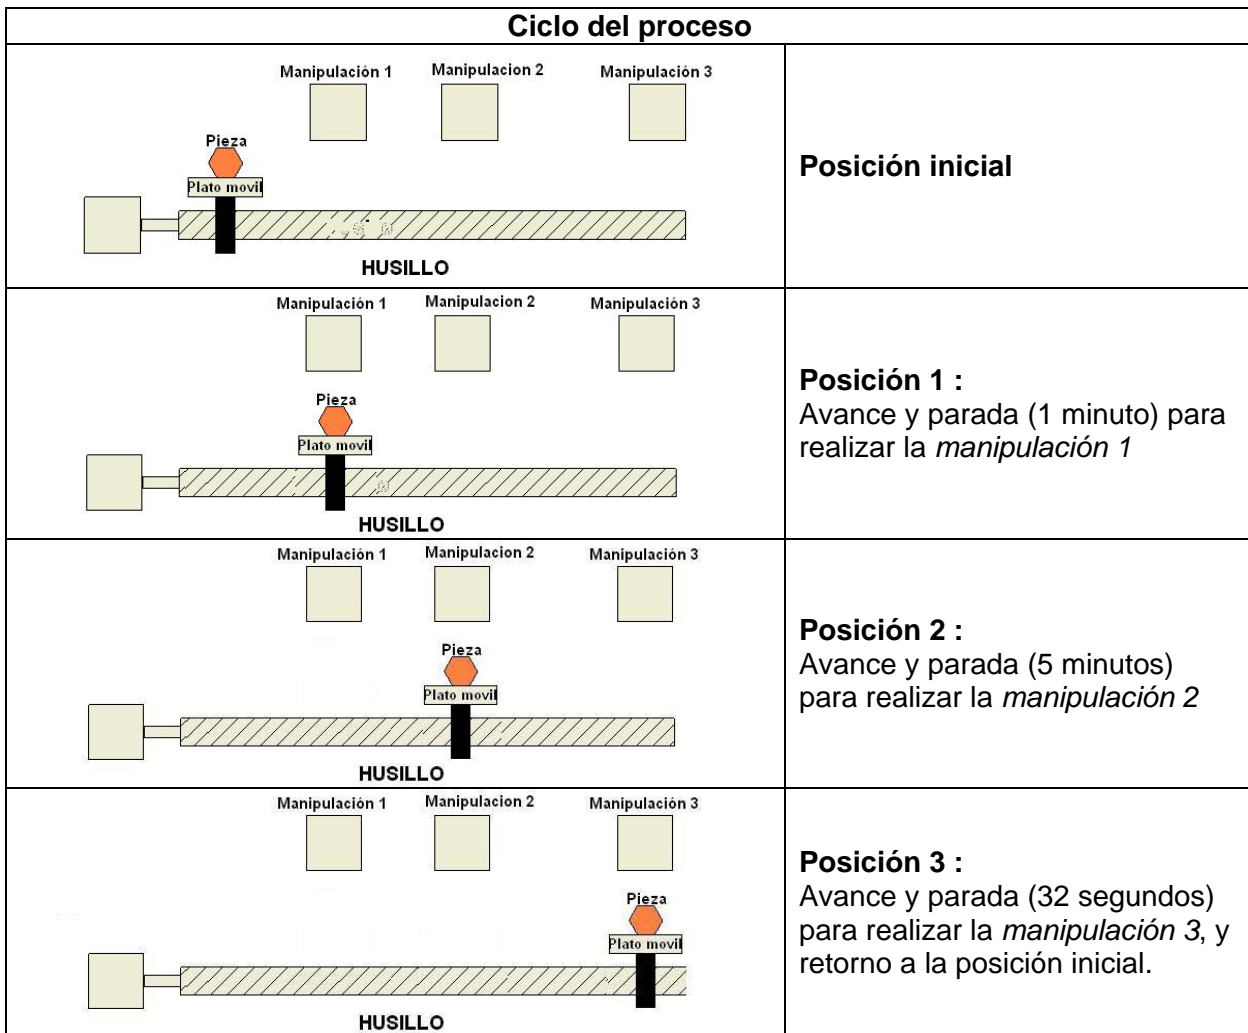 Ciclo del proceso
Manipulación 1 Manipulacion 2 Manipulación 3
Pieza
Plato movil
HUSILLO
Posición inicial
Manipulación 1 Manipulacion 2 Manipulación 3
Pieza
Plato movil
HUSILLO
Posición 1 :
Avance y parada (1 minuto) para
realizar la manipulación 1
Manipulación 1 Manipulacion 2 Manipulación 3
Pieza
Plato movil
HUSILLO
Posición 2 :
Avance y parada (5 minutos)
para realizar la manipulación 2
Manipulación 1 Manipulacion 2 Manipulación 3
Pieza
Plato movil
HUSILLO
Posición 3 :
Avance y parada (32 segundos)
para realizar la manipulación 3, y
retorno a la posición inicial.